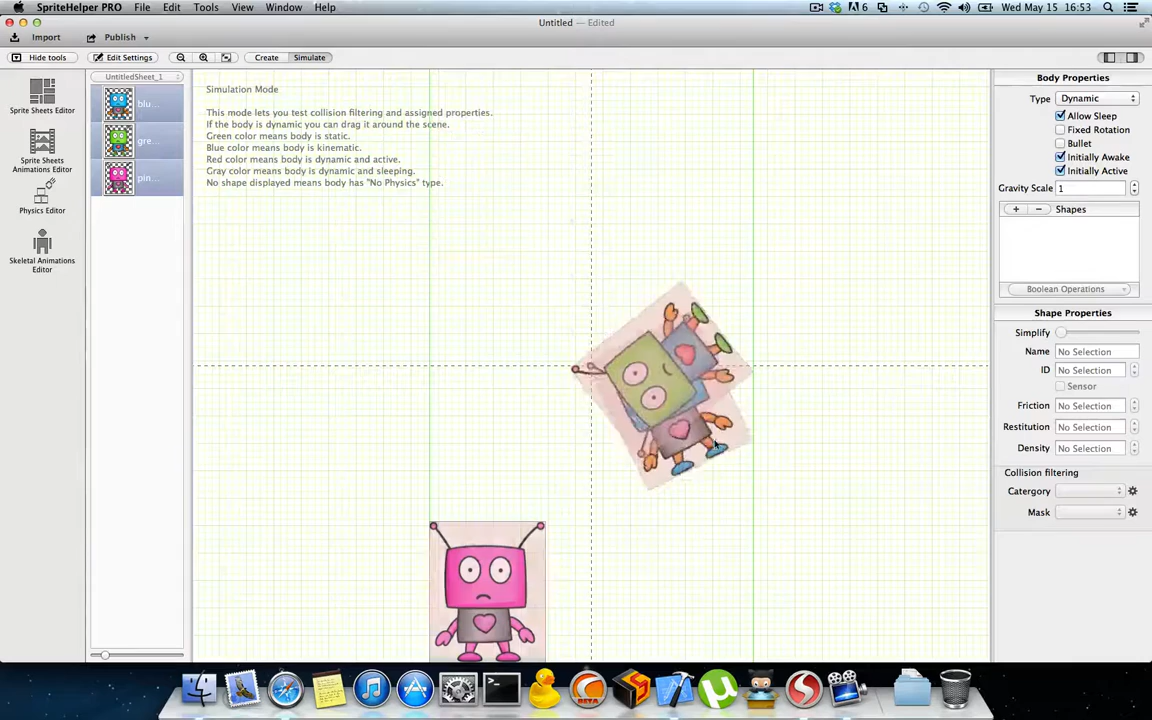 SpriteHelper PRO File Edit Tools View Window Help 6 Wed May 15 16:53
Untitled — Edited
Import Publish
Hide tools Edit Settings Create Simulate
UntitledSheet_1
Sprite Sheets Editor
Sprite Sheets Animations Editor
Physics Editor
Skeletal Animations Editor
blu...
gre...
pin...
Simulation Mode
This mode lets you test collision filtering and assigned properties.
If the body is dynamic you can drag it around the scene.
Green color means body is static.
Blue color means body is kinematic.
Red color means body is dynamic and active.
Gray color means body is dynamic and sleeping.
No shape displayed means body has "No Physics" type.
Body Properties
Type Dynamic
Allow Sleep
Fixed Rotation
Bullet
Initially Awake
Initially Active
Gravity Scale 1
+ − Shapes
Boolean Operations
Shape Properties
Simplify
Name No Selection
ID No Selection
Sensor
Friction No Selection
Restitution No Selection
Density No Selection
Collision filtering
Catergory
Mask
BETA